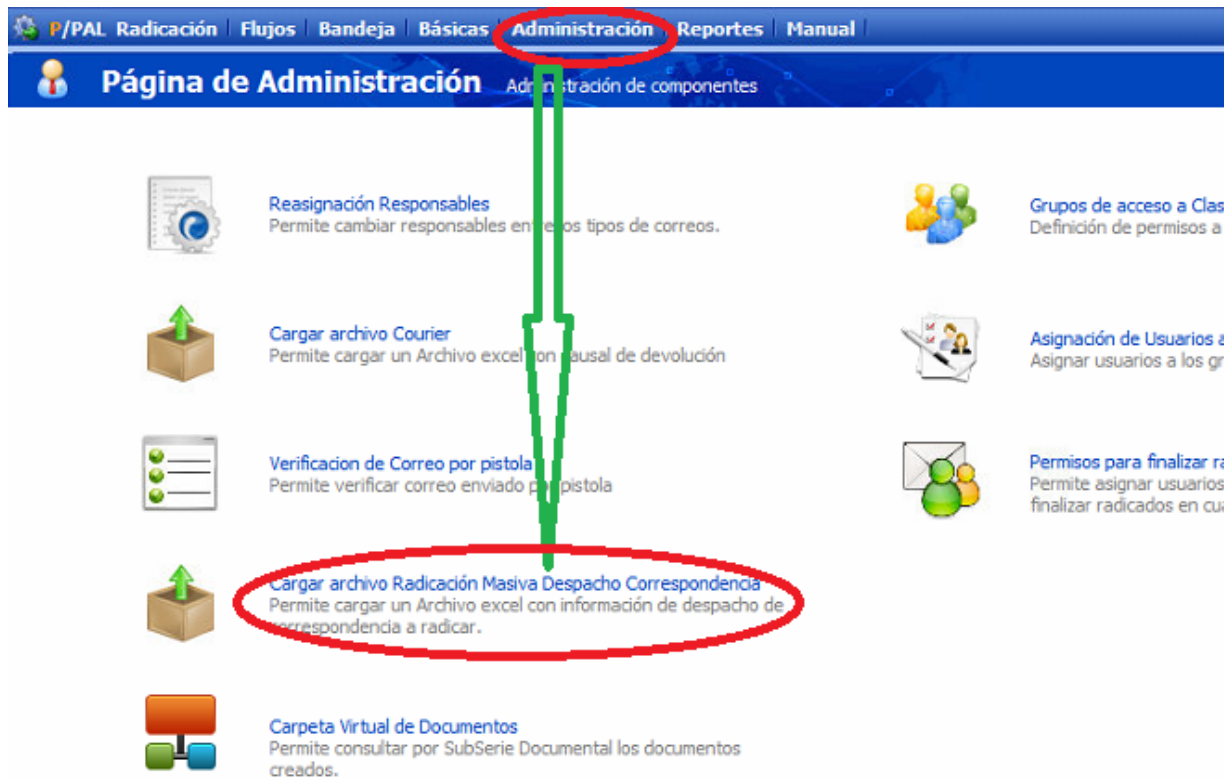 P/PAL Radicación Flujos Bandeja Básicas Administración Reportes Manual
Página de Administración Administración de componentes
Reasignación Responsables
Permite cambiar responsables entre los tipos de correos.
Grupos de acceso a Clas
Definición de permisos a
Cargar archivo Courier
Permite cargar un Archivo excel con causal de devolución
Asignación de Usuarios a
Asignar usuarios a los gr
Verificacion de Correo por pistola
Permite verificar correo enviado por pistola
Permisos para finalizar ra
Permite asignar usuarios
finalizar radicados en cua
Cargar archivo Radicación Masiva Despacho Correspondencia
Permite cargar un Archivo excel con información de despacho de
correspondencia a radicar.
Carpeta Virtual de Documentos
Permite consultar por SubSerie Documental los documentos
creados.